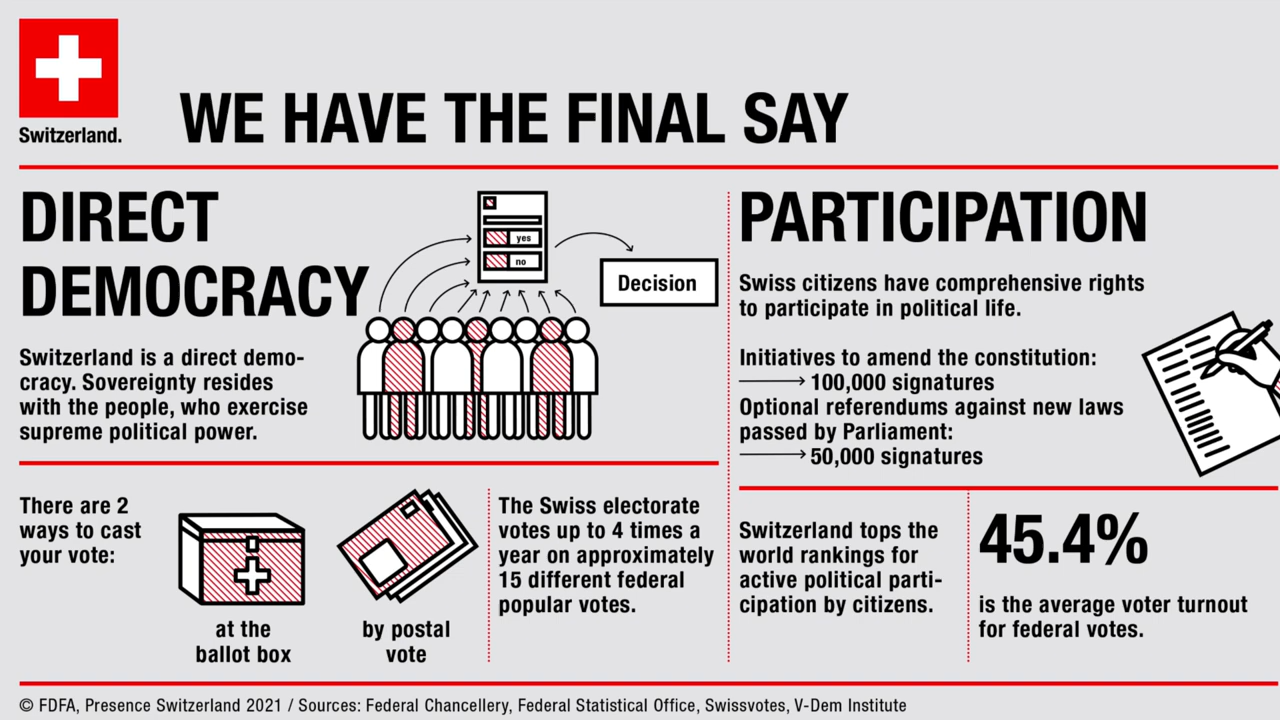 Switzerland.
WE HAVE THE FINAL SAY
DIRECT
DEMOCRACY
Switzerland is a direct demo-
cracy. Sovereignty resides
with the people, who exercise
supreme political power.
yes
no
Decision
There are 2
ways to cast
your vote:
at the
ballot box
by postal
vote
The Swiss electorate
votes up to 4 times a
year on approximately
15 different federal
popular votes.
PARTICIPATION
Swiss citizens have comprehensive rights
to participate in political life.
Initiatives to amend the constitution:
100,000 signatures
Optional referendums against new laws
passed by Parliament:
50,000 signatures
Switzerland tops the
world rankings for
active political parti-
cipation by citizens.
45.4%
is the average voter turnout
for federal votes.
© FDFA, Presence Switzerland 2021 / Sources: Federal Chancellery, Federal Statistical Office, Swissvotes, V-Dem Institute